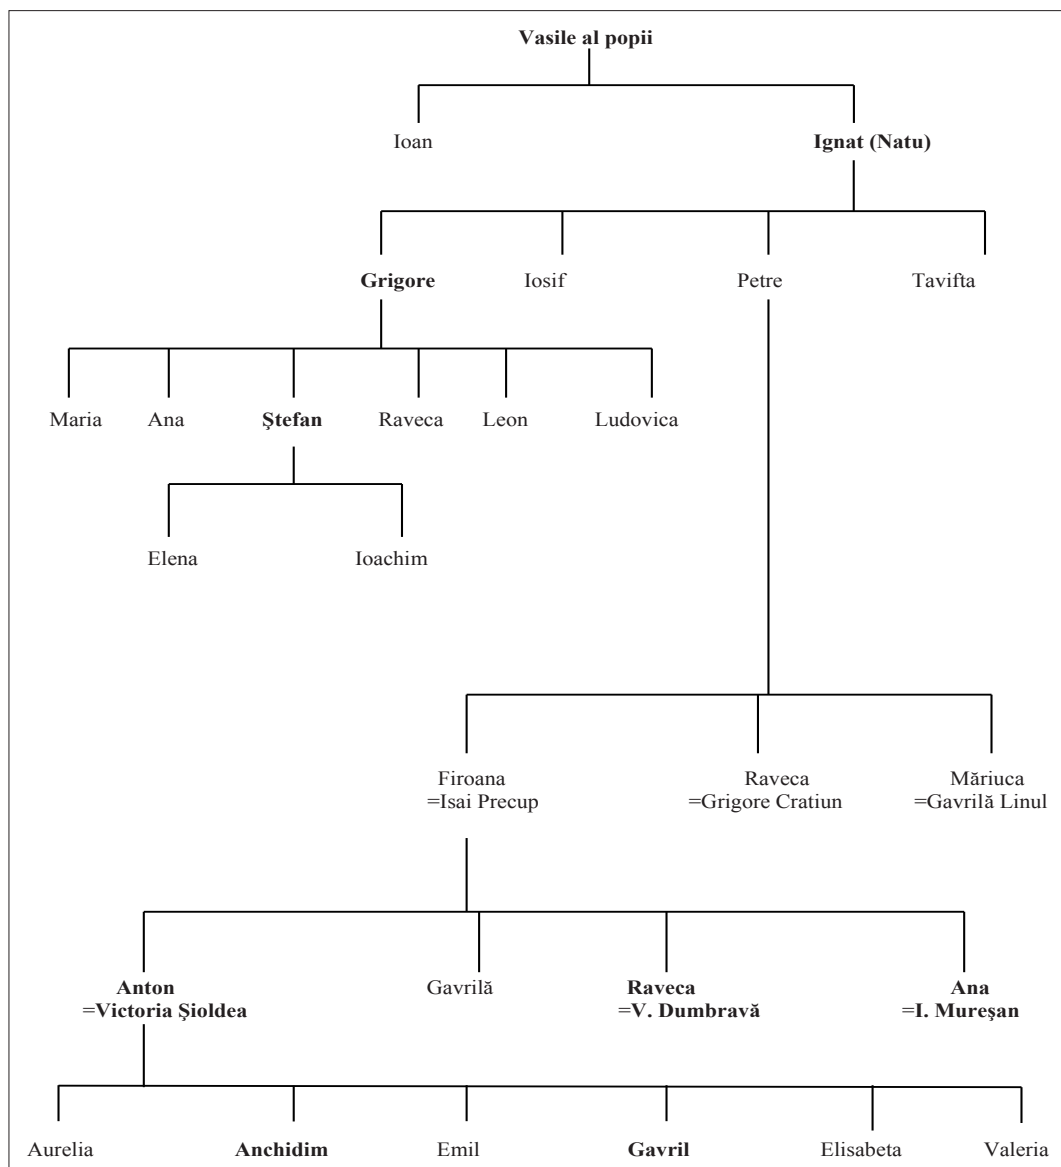 Vasile al popii
Ioan
Ignat (Natu)
Grigore
Iosif
Petre
Tavifta
Maria
Ana
Ştefan
Raveca
Leon
Ludovica
Elena
Ioachim
Firoana
=Isai Precup
Raveca
=Grigore Cratiun
Măriuca
=Gavrilă Linul
Anton
=Victoria Şioldea
Gavrilă
Raveca
=V. Dumbravă
Ana
=I. Mureşan
Aurelia
Anchidim
Emil
Gavril
Elisabeta
Valeria